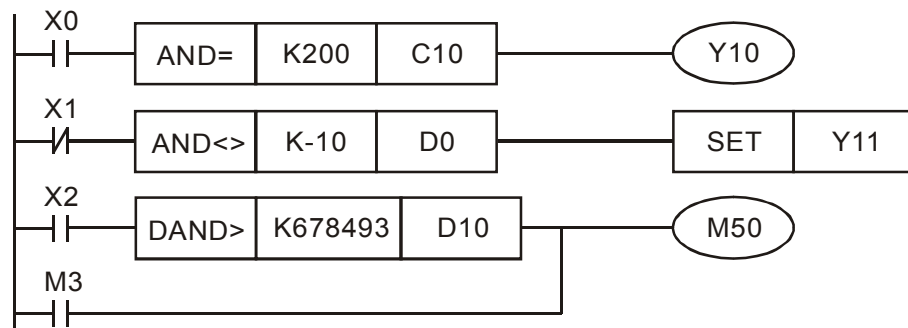 X0
AND= K200 C10 Y10
X1
AND<> K-10 D0 SET Y11
X2
DAND> K678493 D10 M50
M3